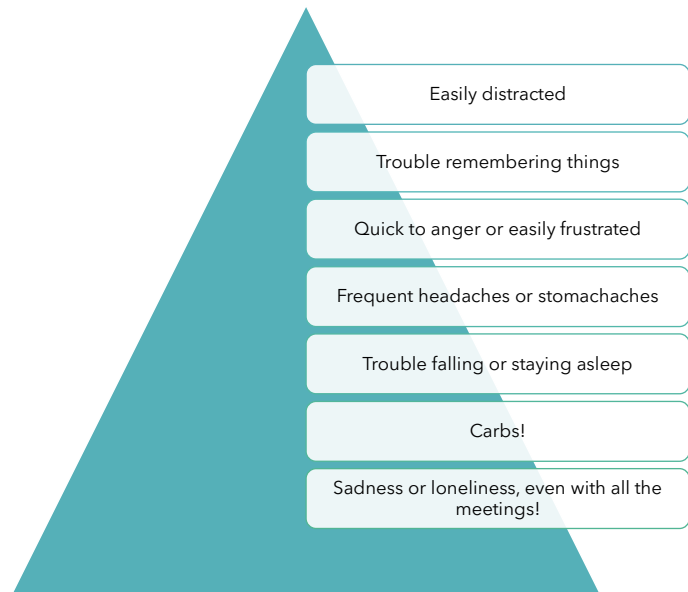 Easily distracted
Trouble remembering things
Quick to anger or easily frustrated
Frequent headaches or stomachaches
Trouble falling or staying asleep
Carbs!
Sadness or loneliness, even with all the
meetings!